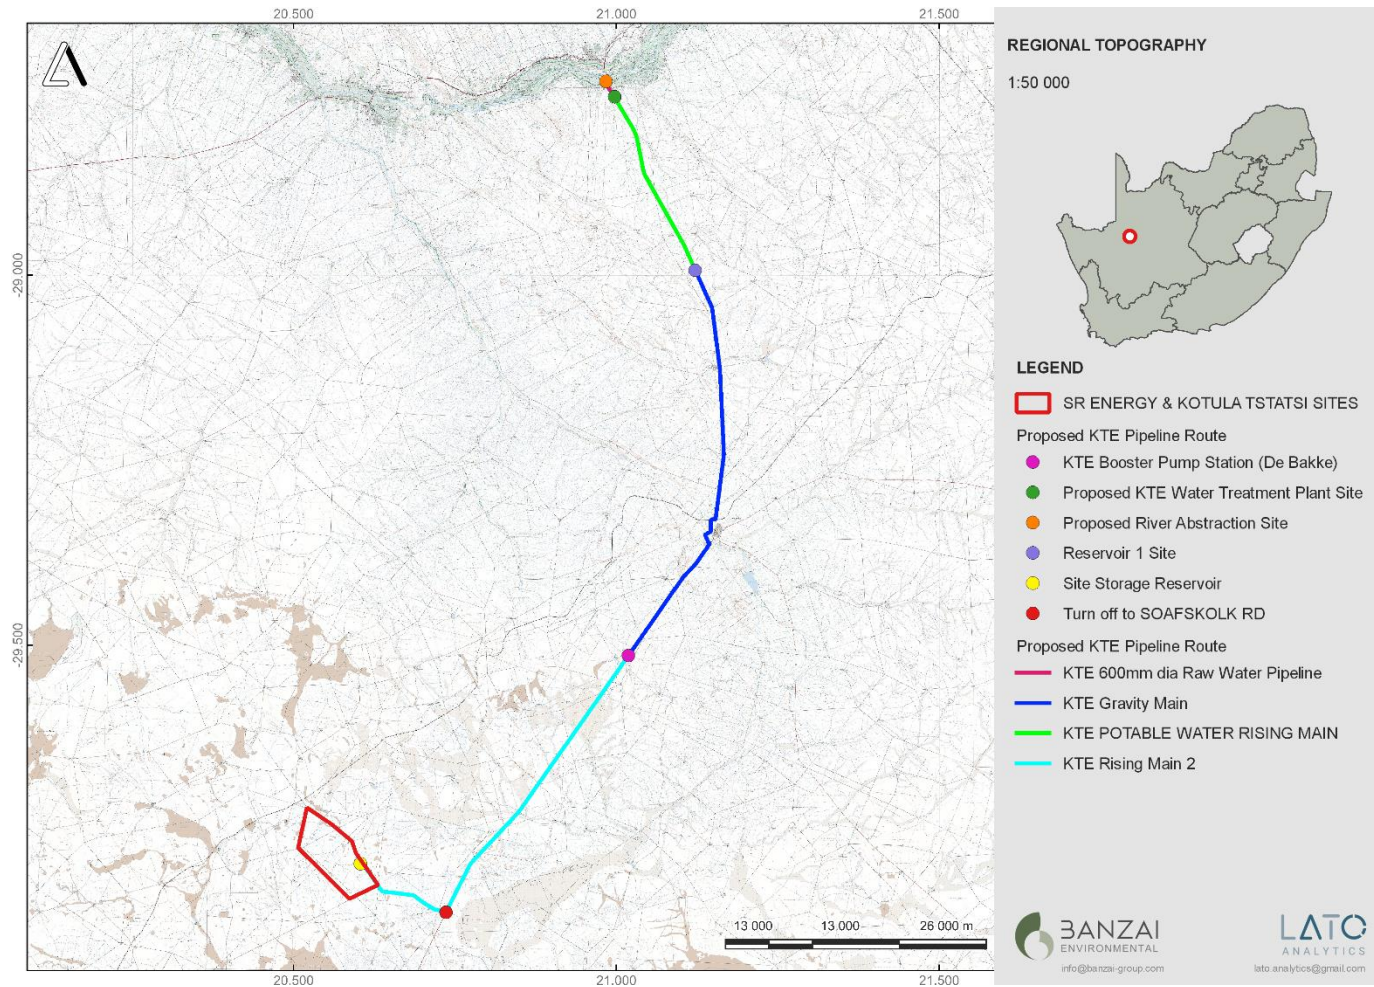 20.500
21.000
21.500
-29.000
-29.500
13 000
13 000
26 000 m
20.500
21.000
21.500
REGIONAL TOPOGRAPHY
1:50 000
LEGEND
SR ENERGY & KOTULA TSTATSI SITES
Proposed KTE Pipeline Route
KTE Booster Pump Station (De Bakke)
Proposed KTE Water Treatment Plant Site
Proposed River Abstraction Site
Reservoir 1 Site
Site Storage Reservoir
Turn off to SOAFSKOLK RD
Proposed KTE Pipeline Route
KTE 600mm dia Raw Water Pipeline
KTE Gravity Main
KTE POTABLE WATER RISING MAIN
KTE Rising Main 2
BANZAI
ENVIRONMENTAL
info@banzai-group.com
LATO
ANALYTICS
lato.analytics@gmail.com